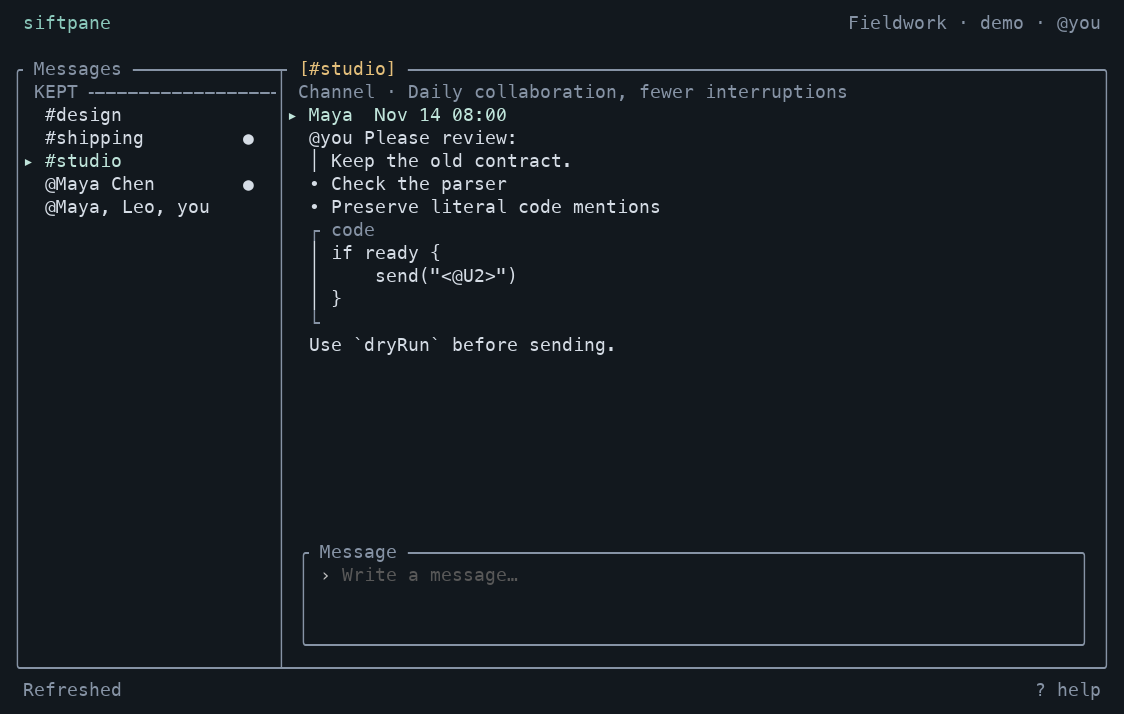 siftpane
Fieldwork · demo · @you
Messages
[#studio]
KEPT
Channel · Daily collaboration, fewer interruptions
#design
#shipping ●
▸ #studio
@Maya Chen ●
@Maya, Leo, you
▸ Maya  Nov 14 08:00
@you Please review:
│ Keep the old contract.
• Check the parser
• Preserve literal code mentions
┌ code
│ if ready {
│     send("<@U2>")
│ }
└
Use `dryRun` before sending.
Message
› Write a message…
Refreshed
? help